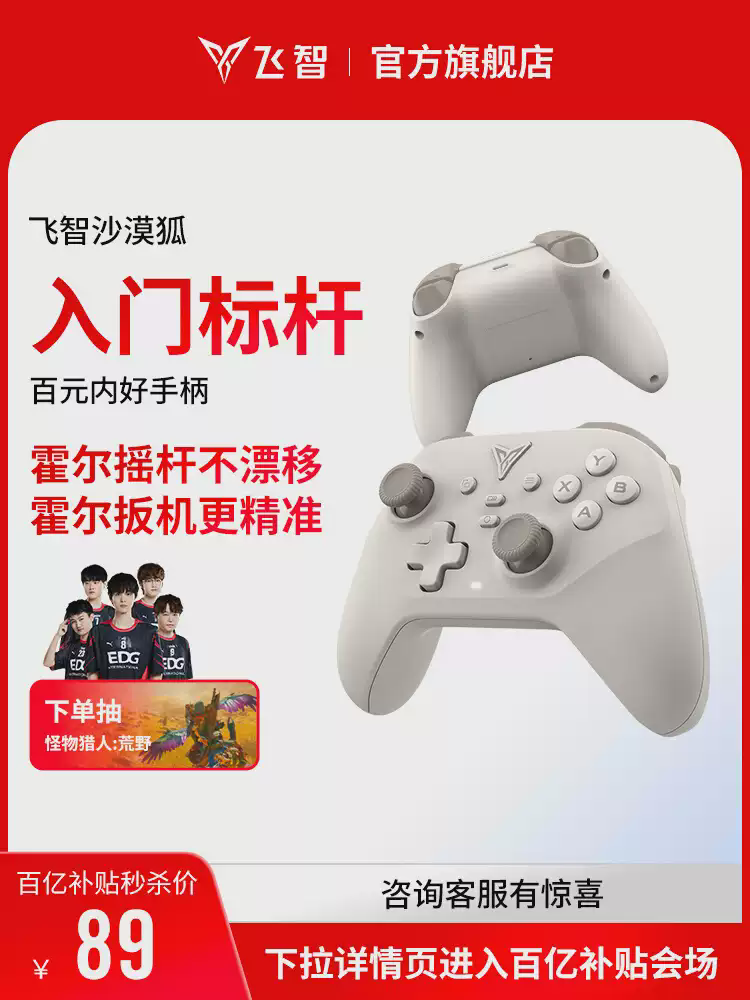 飞智 | 官方旗舰店
飞智沙漠狐
入门标杆
百元内好手柄
霍尔摇杆不漂移
霍尔扳机更精准
Y
X B
A
EDG EDG EDG
下单抽
怪物猎人:荒野
百亿补贴秒杀价
¥ 89
咨询客服有惊喜
下拉详情页进入百亿补贴会场